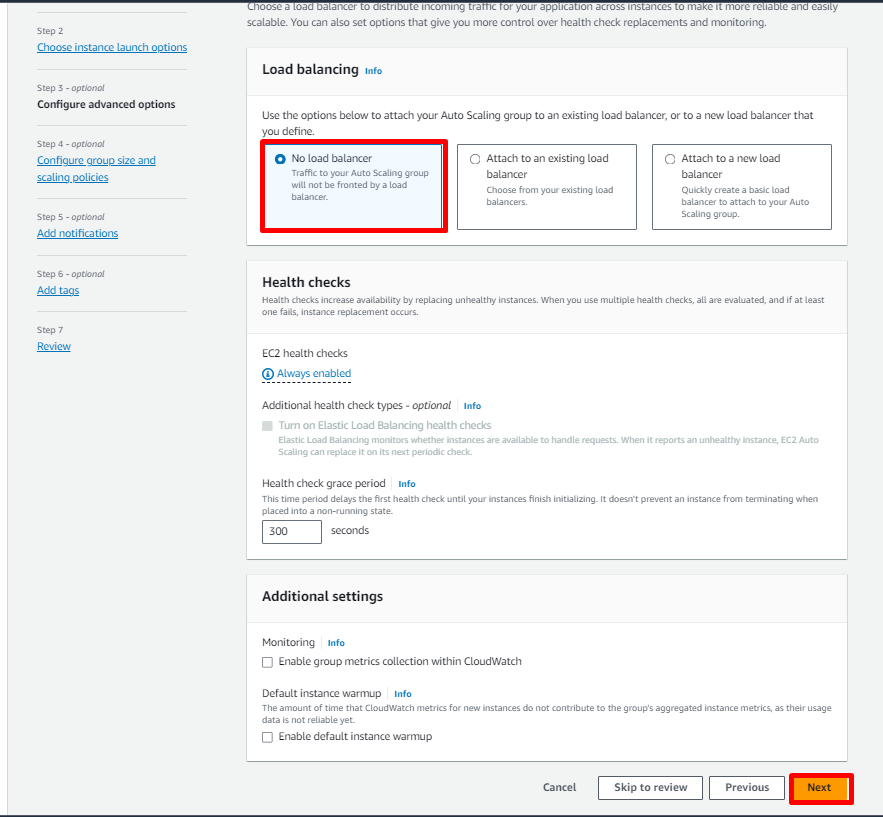 Choose a load balancer to distribute incoming traffic for your application across instances to make it more reliable and easily
scalable. You can also set options that give you more control over health check replacements and monitoring.
Step 2
Choose instance launch options
Step 3 - optional
Configure advanced options
Step 4 - optional
Configure group size and
scaling policies
Step 5 - optional
Add notifications
Step 6 - optional
Add tags
Step 7
Review
Load balancing Info
Use the options below to attach your Auto Scaling group to an existing load balancer, or to a new load balancer that
you define.
No load balancer
Traffic to your Auto Scaling group
will not be fronted by a load
balancer.
Attach to an existing load
balancer
Choose from your existing load
balancers.
Attach to a new load
balancer
Quickly create a basic load
balancer to attach to your Auto
Scaling group.
Health checks
Health checks increase availability by replacing unhealthy instances. When you use multiple health checks, all are evaluated, and if at least
one fails, instance replacement occurs.
EC2 health checks
Always enabled
Additional health check types - optional Info
Turn on Elastic Load Balancing health checks
Elastic Load Balancing monitors whether instances are available to handle requests. When it reports an unhealthy instance, EC2 Auto
Scaling can replace it on its next periodic check.
Health check grace period Info
This time period delays the first health check until your instances finish initializing. It doesn't prevent an instance from terminating when
placed into a non-running state.
300 seconds
Additional settings
Monitoring Info
Enable group metrics collection within CloudWatch
Default instance warmup Info
The amount of time that CloudWatch metrics for new instances do not contribute to the group's aggregated instance metrics, as their usage
data is not reliable yet.
Enable default instance warmup
Cancel Skip to review Previous Next